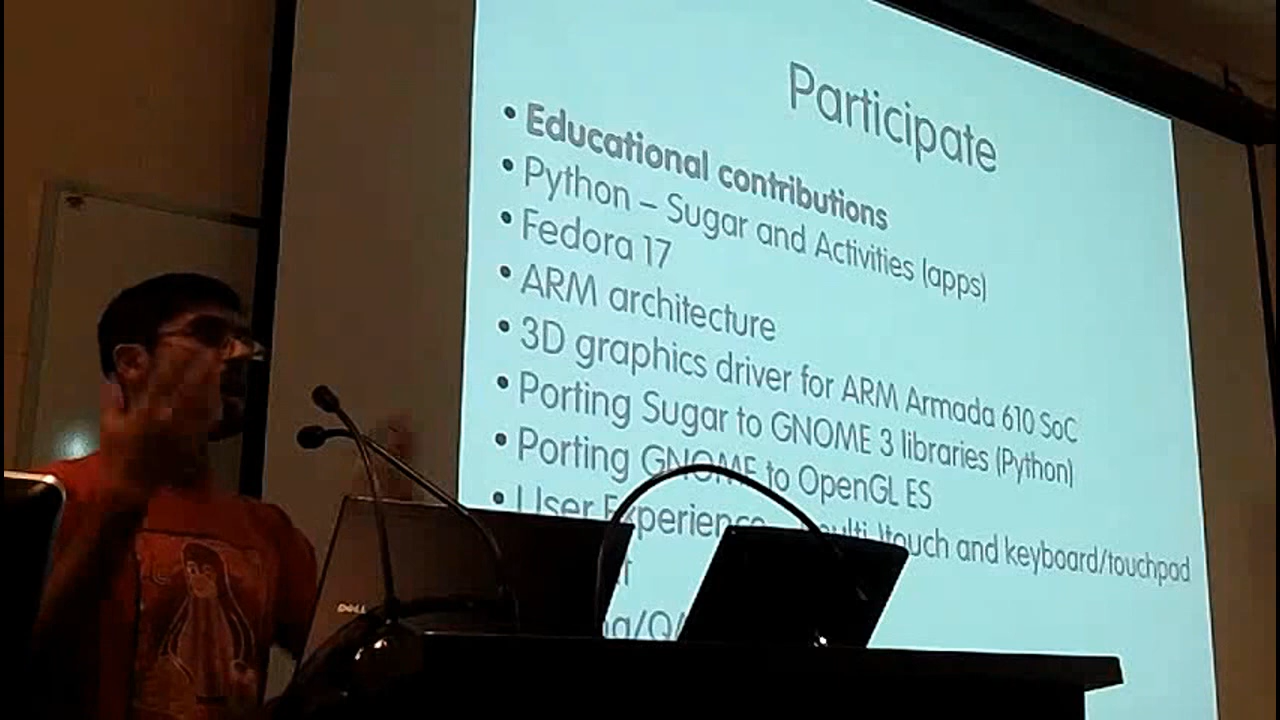 Participate
• Educational contributions
• Python – Sugar and Activities (apps)
• Fedora 17
• ARM architecture
• 3D graphics driver for ARM Armada 610 SoC
• Porting Sugar to GNOME 3 libraries (Python)
• Porting GNOME to OpenGL ES
• User Experience touch and keyboard/touchpad
DELL